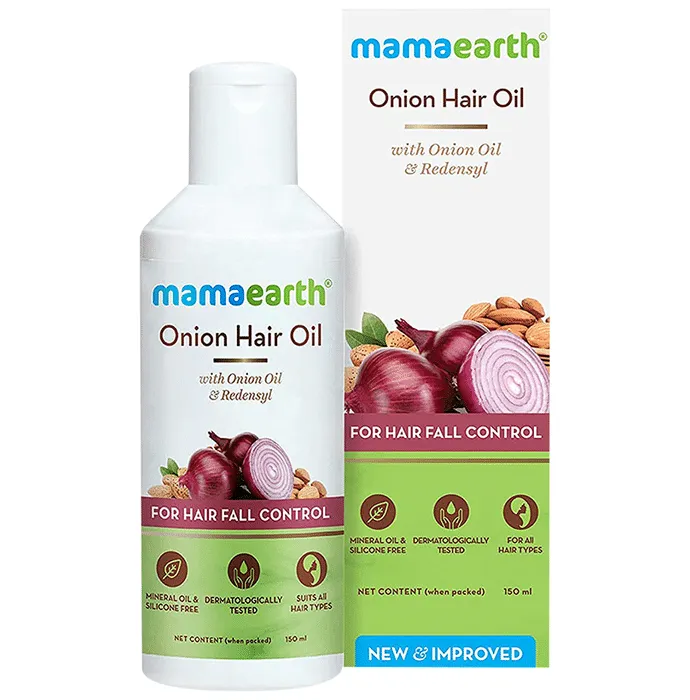 mamaearth®
Onion Hair Oil
with Onion Oil
& Redensyl
FOR HAIR FALL CONTROL
MINERAL OIL &
SILICONE FREE
DERMATOLOGICALLY
TESTED
SUITS All
HAIR TYPES
NET CONTENT (when packed) 150 ml
mamaearth®
Onion Hair Oil
with Onion Oil
& Redensyl
FOR HAIR FALL CONTROL
MINERAL OIL &
SILICONE FREE
DERMATOLOGICALLY
TESTED
FOR All
HAIR TYPES
NET CONTENT (when packed) 150 ml
NEW & IMPROVED